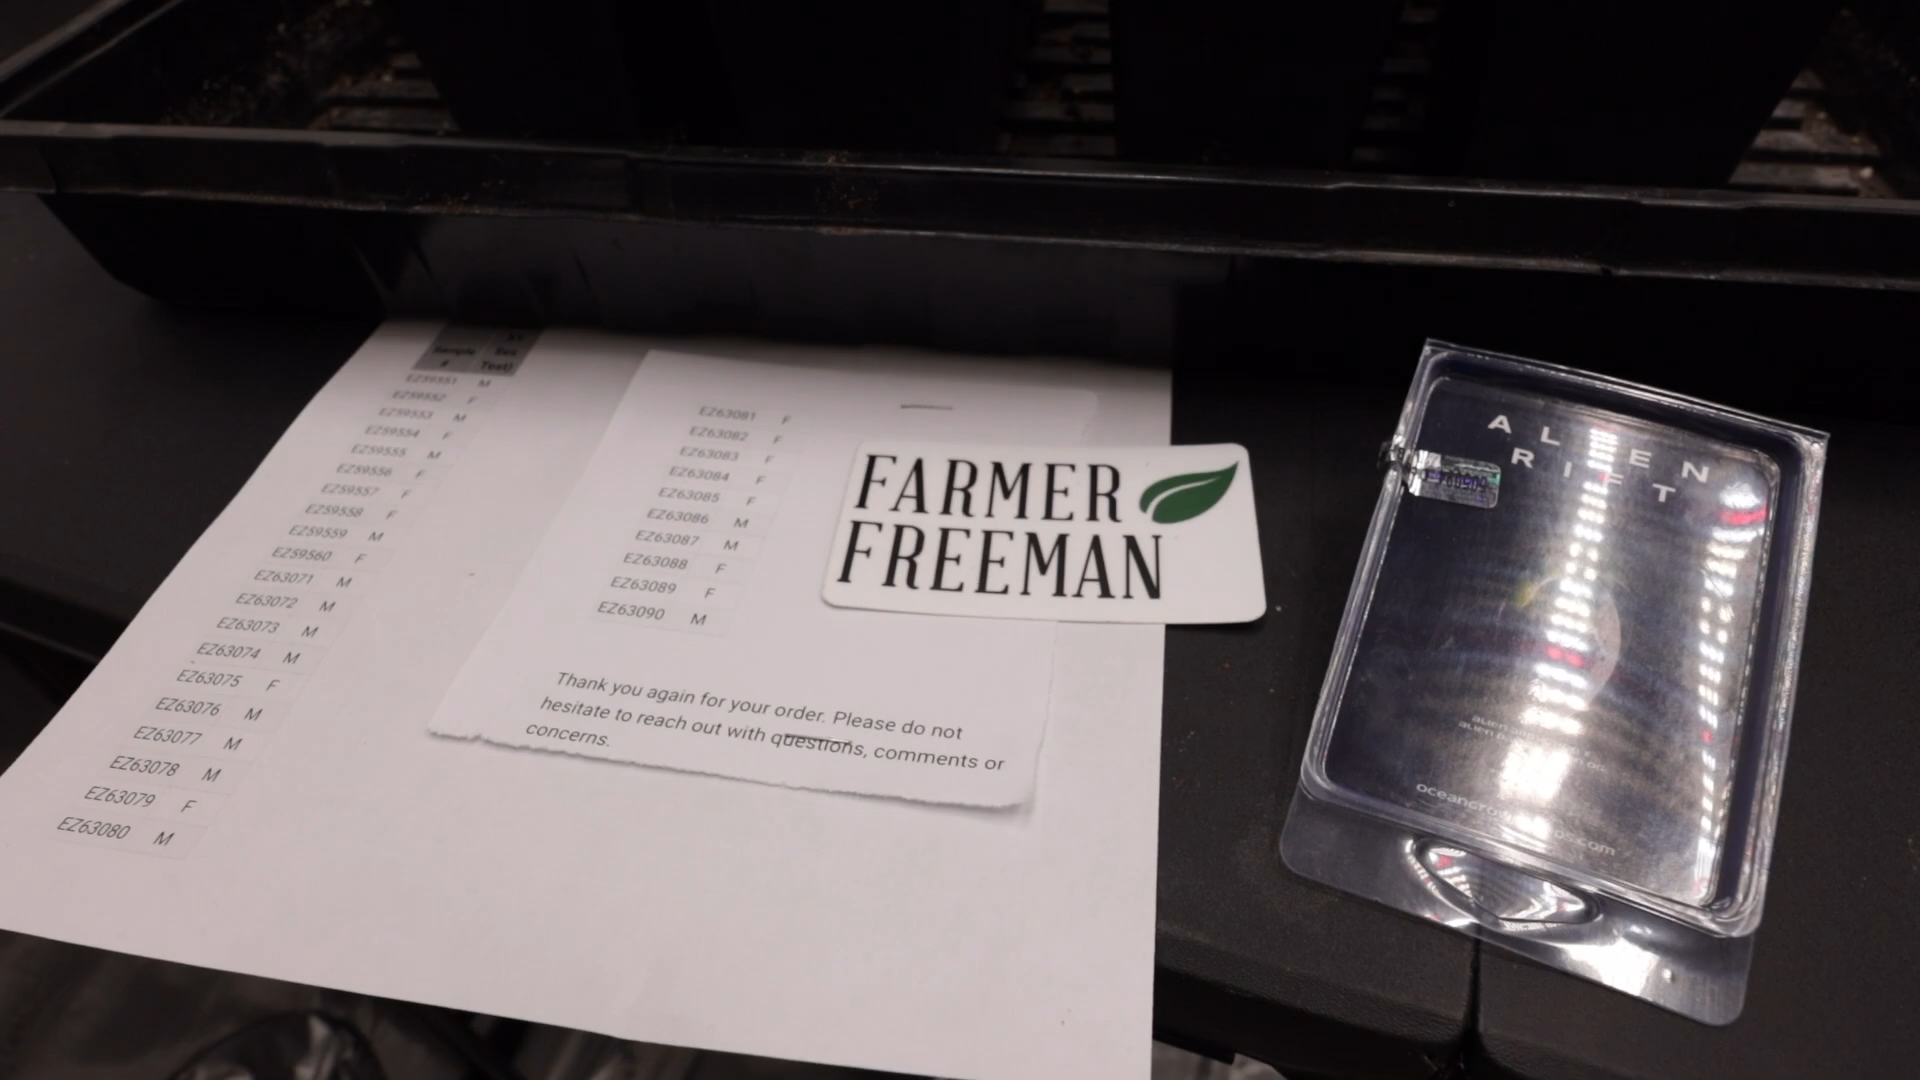 Sample
#
Sex
Test)
EZ59551 M
EZ59552 F
EZ59553 M
EZ59554 F
EZ59555 M
EZ59556 F
EZ59557 F
EZ59558 F
EZ59559 M
EZ59560 F
EZ63071 M
EZ63072 M
EZ63073 M
EZ63074 M
EZ63075 F
EZ63076 M
EZ63077 M
EZ63078 M
EZ63079 F
EZ63080 M
EZ63081 F
EZ63082 F
EZ63083 F
EZ63084 F
EZ63085 F
EZ63086 M
EZ63087 M
EZ63088 F
EZ63089 F
EZ63090 M
Thank you again for your order. Please do not
hesitate to reach out with questions, comments or
concerns.
FARMER
FREEMAN
ALIEN
RIFT